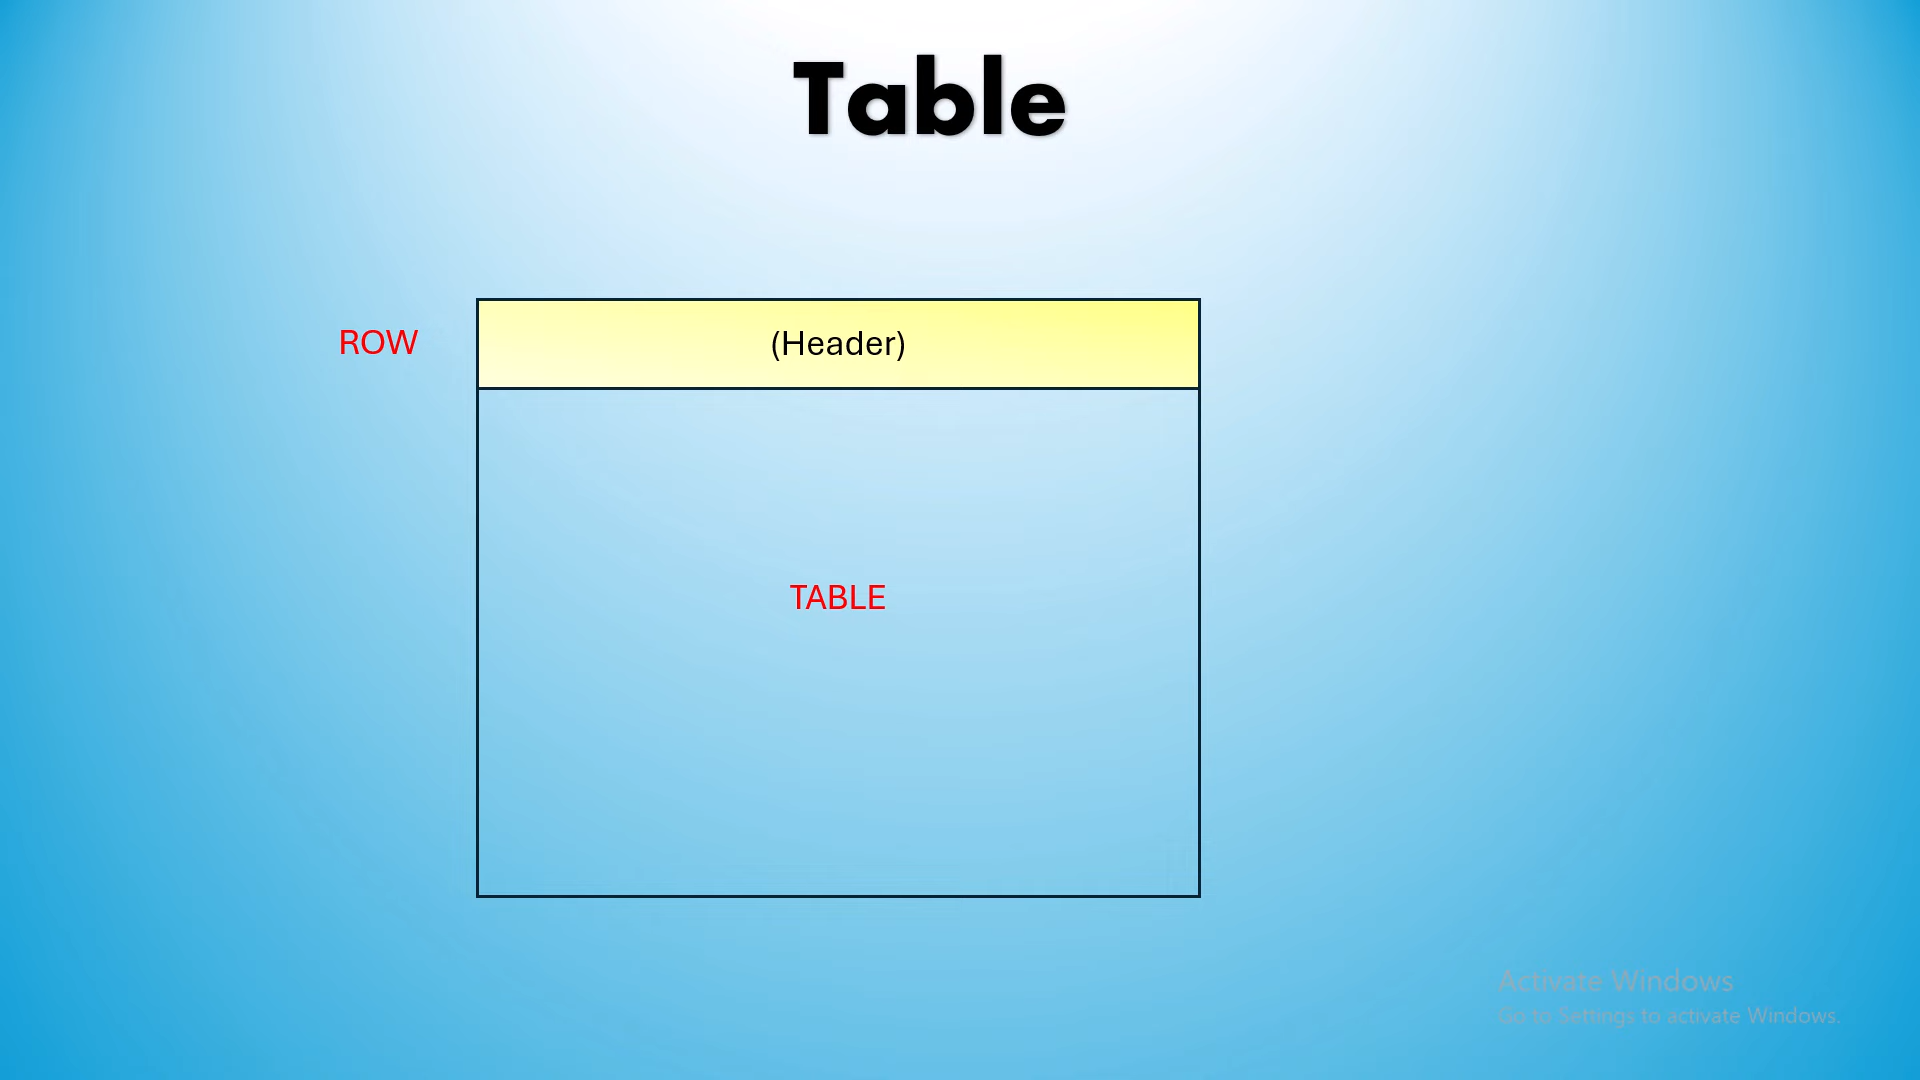 Table
ROW
(Header)
TABLE
Activate Windows
Go to Settings to activate Windows.